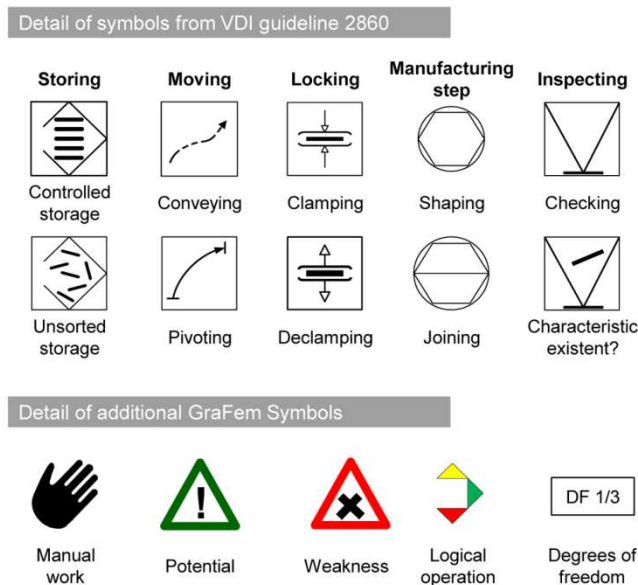 Detail of symbols from VDI guideline 2860
Storing
Moving
Locking
Manufacturing
step
Inspecting
Controlled
storage
Conveying
Clamping
Shaping
Checking
Unsorted
storage
Pivoting
Declamping
Joining
Characteristic
existent?
Detail of additional GraFem Symbols
!
DF 1/3
Manual
work
Potential
Weakness
Logical
operation
Degrees of
freedom